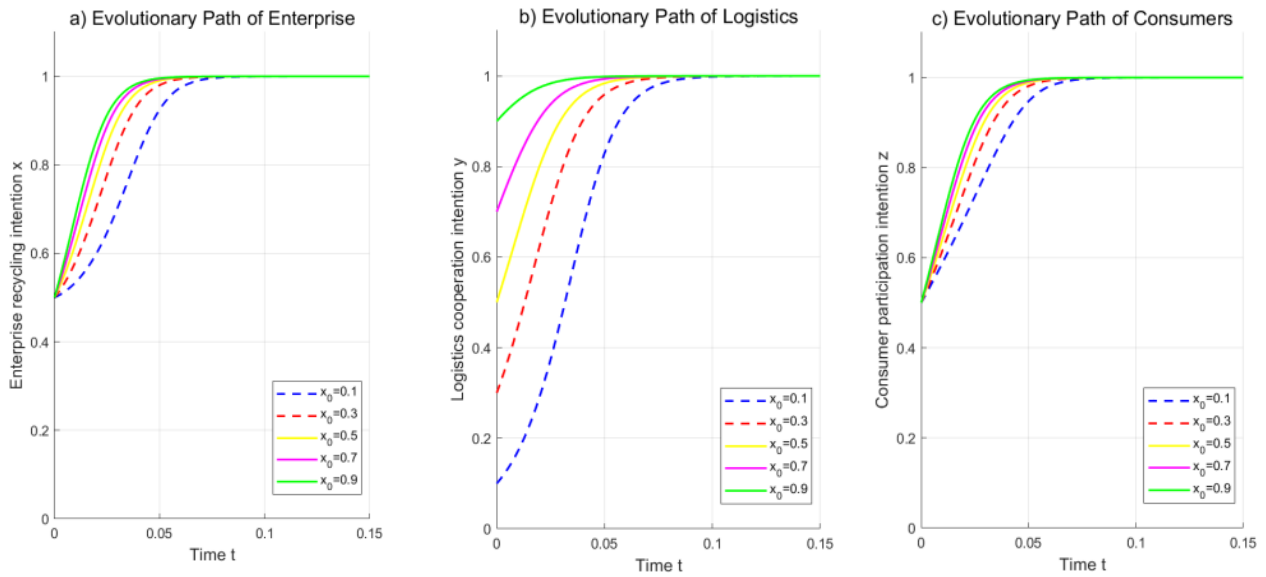 a) Evolutionary Path of Enterprise
Enterprise recycling intention x
1
0.8
0.6
0.4
0.2
0
0
0.05
0.1
0.15
Time t
x0=0.1
x0=0.3
x0=0.5
x0=0.7
x0=0.9
b) Evolutionary Path of Logistics
Logistics cooperation intention y
1
0.8
0.6
0.4
0.2
0
0
0.05
0.1
0.15
Time t
x0=0.1
x0=0.3
x0=0.5
x0=0.7
x0=0.9
c) Evolutionary Path of Consumers
Consumer participation intention z
1
0.8
0.6
0.4
0.2
0
0
0.05
0.1
0.15
Time t
x0=0.1
x0=0.3
x0=0.5
x0=0.7
x0=0.9